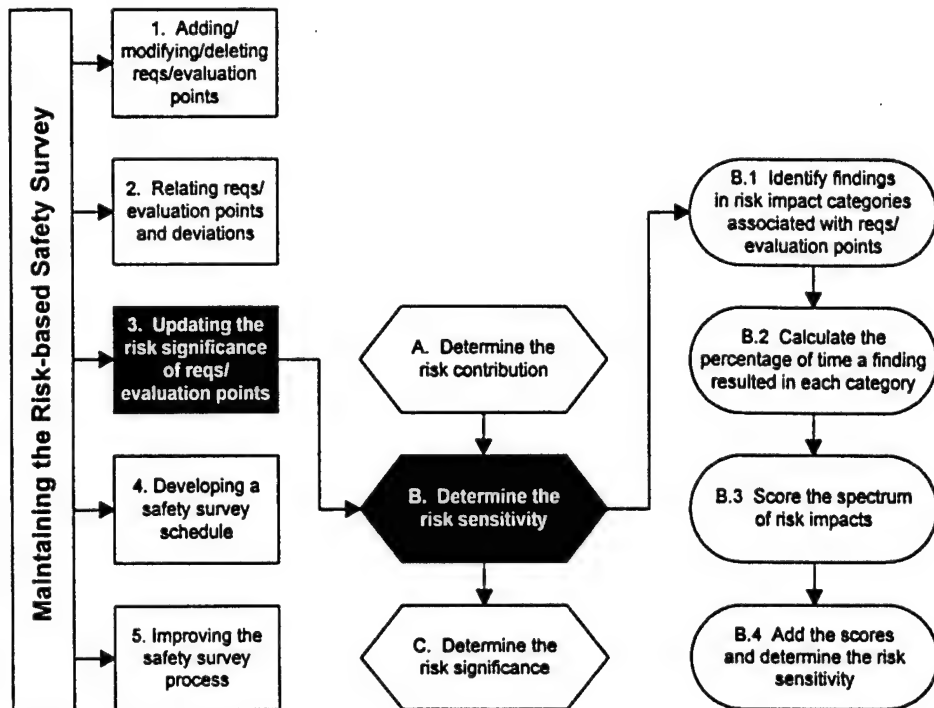 Maintaining the Risk-based Safety Survey
1. Adding/
modifying/deleting
reqs/evaluation
points
2. Relating reqs/
evaluation points
and deviations
3. Updating the
risk significance
of reqs/
evaluation points
4. Developing a
safety survey
schedule
5. Improving the
safety survey
process
A. Determine the
risk contribution
B. Determine the
risk sensitivity
C. Determine the
risk significance
B.1 Identify findings
in risk impact categories
associated with reqs/
evaluation points
B.2 Calculate the
percentage of time a finding
resulted in each category
B.3 Score the spectrum
of risk impacts
B.4 Add the scores
and determine the risk
sensitivity